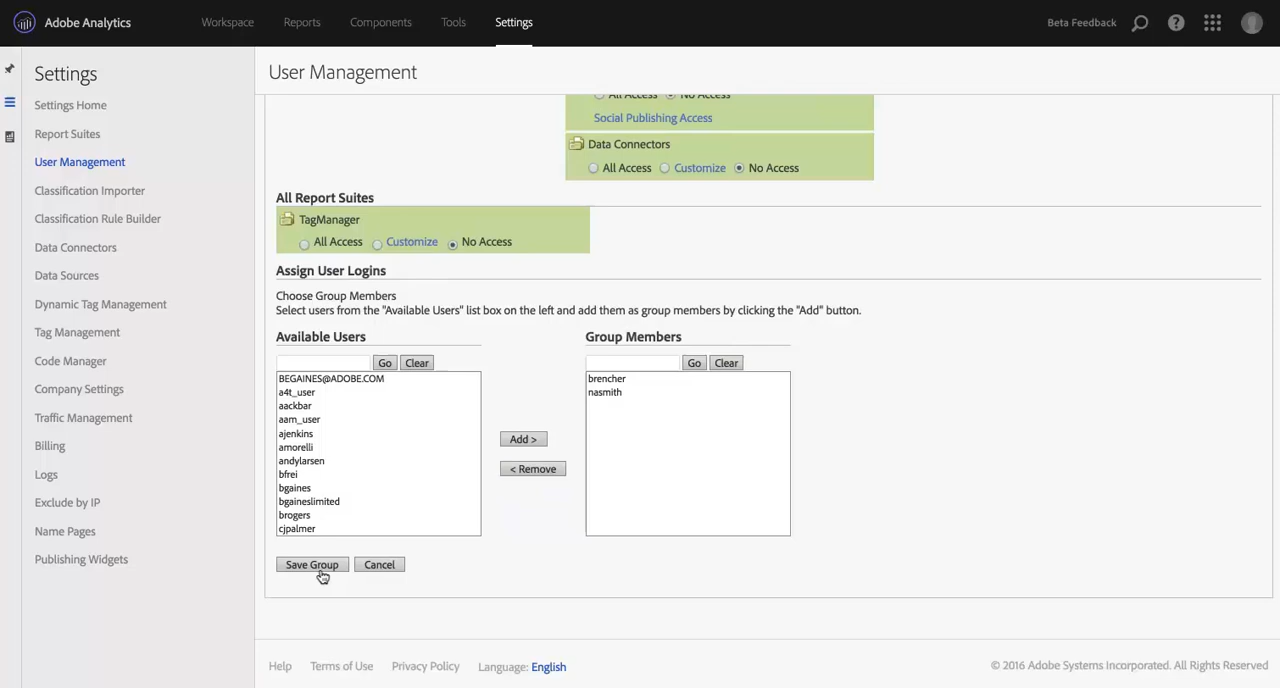 Adobe Analytics
Workspace Reports Components Tools Settings
Beta Feedback
Settings
Settings Home
Report Suites
User Management
Classification Importer
Classification Rule Builder
Data Connectors
Data Sources
Dynamic Tag Management
Tag Management
Code Manager
Company Settings
Traffic Management
Billing
Logs
Exclude by IP
Name Pages
Publishing Widgets
User Management
All Access No Access
Social Publishing Access
Data Connectors
All Access Customize No Access
All Report Suites
TagManager
All Access Customize No Access
Assign User Logins
Choose Group Members
Select users from the "Available Users" list box on the left and add them as group members by clicking the "Add" button.
Available Users
Go Clear
BEGAINES@ADOBE.COM
a4t_user
aackbar
aam_user
ajenkins
amorelli
andylarsen
bfrei
bgaines
bgaineslimited
brogers
cjpalmer
Add >
< Remove
Group Members
Go Clear
brencher
nasmith
Save Group Cancel
Help Terms of Use Privacy Policy Language: English
© 2016 Adobe Systems Incorporated. All Rights Reserved